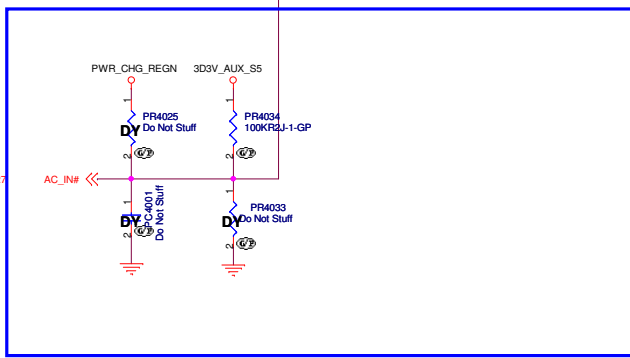 PWR_CHG_REGN
3D3V_AUX_S5
1
PR4025
DY Do Not Stuff
2
G/P
1
PR4034
100KR2J-1-GP
2
G/P
7
AC_IN#
1
PC4001
Do Not Stuff
DY
2
G/P
1
PR4033
DY Do Not Stuff
2
G/P